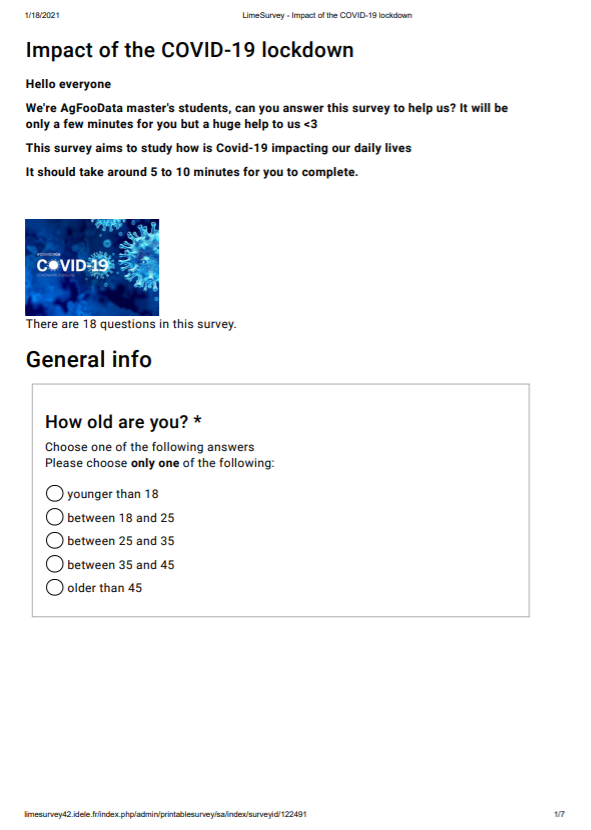 1/18/2021
LimeSurvey - Impact of the COVID-19 lockdown
Impact of the COVID-19 lockdown
Hello everyone
We're AgFooData master's students, can you answer this survey to help us? It will be
only a few minutes for you but a huge help to us <3
This survey aims to study how is Covid-19 impacting our daily lives
It should take around 5 to 10 minutes for you to complete.
COVID-19
There are 18 questions in this survey.
General info
How old are you? *
Choose one of the following answers
Please choose only one of the following:
younger than 18
between 18 and 25
between 25 and 35
between 35 and 45
older than 45
limesurvey42.idele.fr/index.php/admin/printablesurvey/sa/index/surveyid/122491
1/7